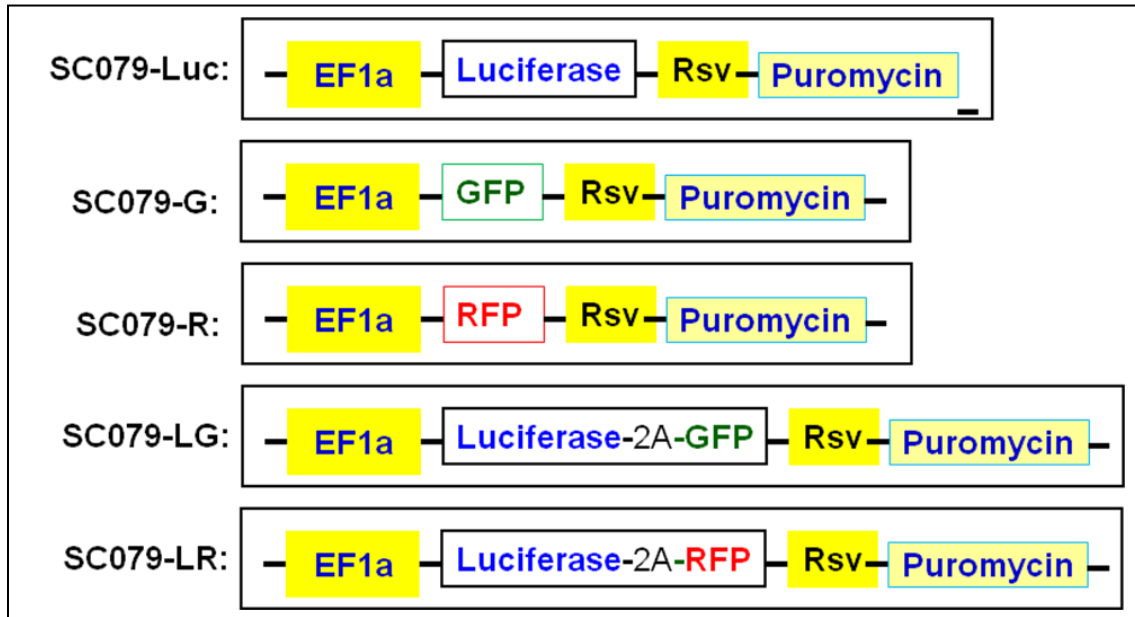 SC079-Luc: EF1a Luciferase Rsv Puromycin
SC079-G: EF1a GFP Rsv Puromycin
SC079-R: EF1a RFP Rsv Puromycin
SC079-LG: EF1a Luciferase-2A-GFP Rsv Puromycin
SC079-LR: EF1a Luciferase-2A-RFP Rsv Puromycin